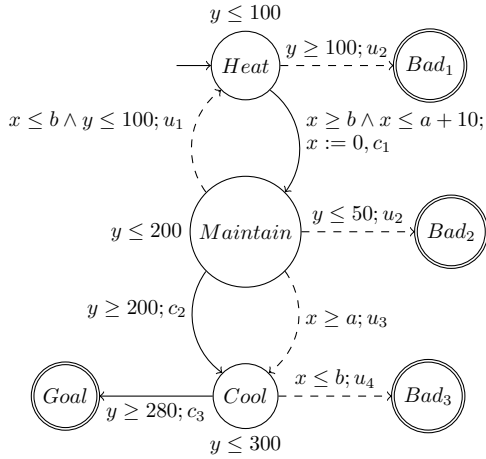 y ≤ 100
Heat
y ≥ 100; u₂
Bad₁
x ≤ b ∧ y ≤ 100; u₁
x ≥ b ∧ x ≤ a + 10;
x := 0, c₁
y ≤ 200
Maintain
y ≤ 50; u₂
Bad₂
y ≥ 200; c₂
x ≥ a; u₃
Goal
y ≥ 280; c₃
Cool
x ≤ b; u₄
Bad₃
y ≤ 300